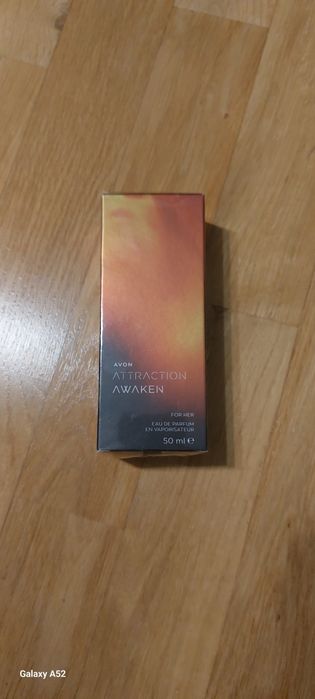 AVON
ATTRACTION
AWAKEN
FOR HER
EAU DE PARFUM
EN VAPORISATEUR
50 ml ℮
Galaxy A52